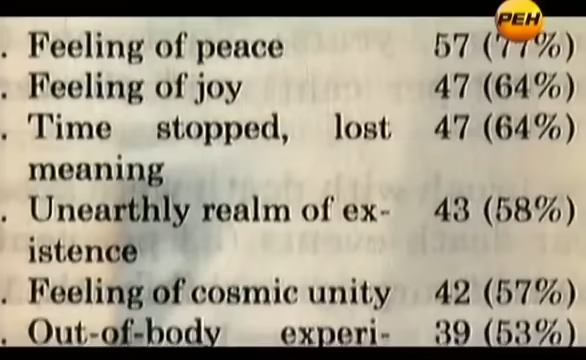 РЕН
. Feeling of peace 57 (77%)
. Feeling of joy 47 (64%)
. Time stopped, lost 47 (64%)
meaning
. Unearthly realm of ex- 43 (58%)
istence
. Feeling of cosmic unity 42 (57%)
. Out-of-body experi- 39 (53%)